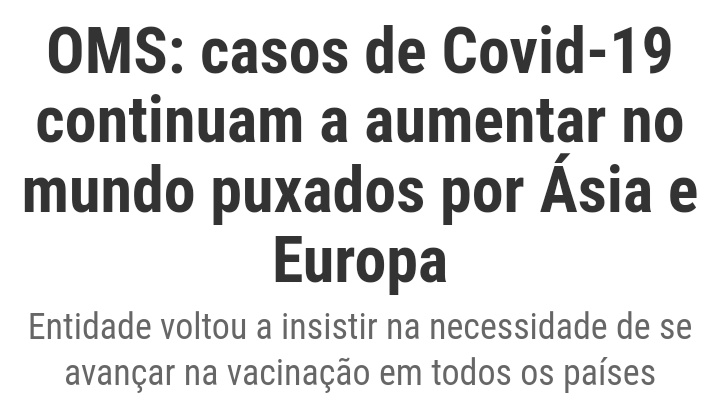 OMS: casos de Covid-19
continuam a aumentar no
mundo puxados por Ásia e
Europa
Entidade voltou a insistir na necessidade de se
avançar na vacinação em todos os países